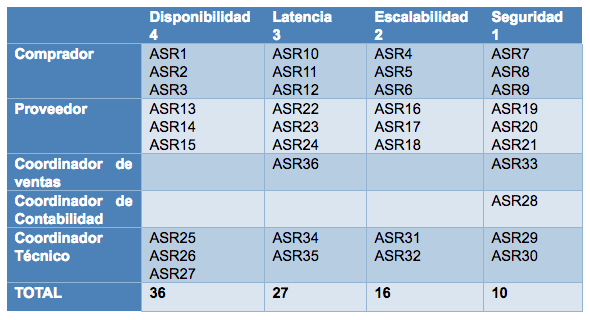 Disponibilidad Latencia Escalabilidad Seguridad
4 3 2 1
Comprador ASR1 ASR10 ASR4 ASR7
ASR2 ASR11 ASR5 ASR8
ASR3 ASR12 ASR6 ASR9
Proveedor ASR13 ASR22 ASR16 ASR19
ASR14 ASR23 ASR17 ASR20
ASR15 ASR24 ASR18 ASR21
Coordinador de ASR36 ASR33
ventas
Coordinador de ASR28
Contabilidad
Coordinador ASR25 ASR34 ASR31 ASR29
Técnico ASR26 ASR35 ASR32 ASR30
ASR27
TOTAL 36 27 16 10